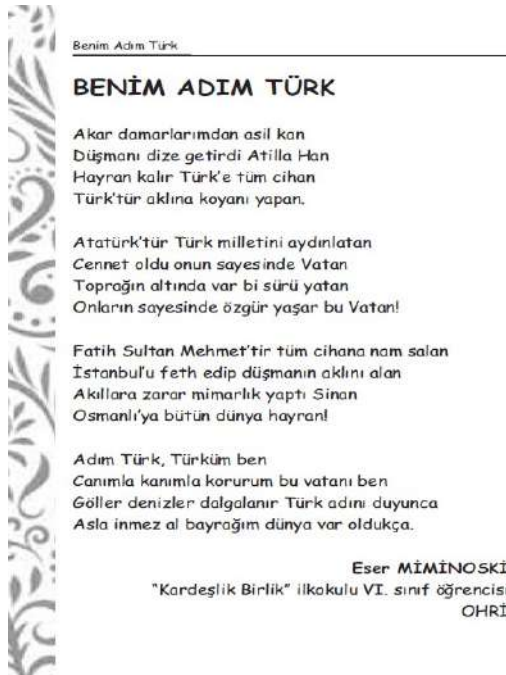 Benim Adım Türk
BENİM ADIM TÜRK
Akar damarlarımdan asil kan
Düşmanı dize getirdi Atilla Han
Hayran kalır Türk'e tüm cihan
Türk'tür aklına koyanı yapan.
Atatürk'tür Türk milletini aydınlatan
Cennet oldu onun sayesinde Vatan
Toprağın altında var bi sürü yatan
Onların sayesinde özgür yaşar bu Vatan!
Fatih Sultan Mehmet'tir tüm cihana nam salan
İstanbul'u feth edip düşmanın aklını alan
Akıllara zarar mimarlık yaptı Sinan
Osmanlı'ya bütün dünya hayran!
Adım Türk, Türküm ben
Canımla kanımla korurum bu vatanı ben
Göller denizler dalgalanır Türk adını duyunca
Asla inmez al bayrağım dünya var oldukça.
Eser MİMİNOSKİ
"Kardeşlik Birlik" ilkokulu VI. sınıf öğrencisi
OHRİ